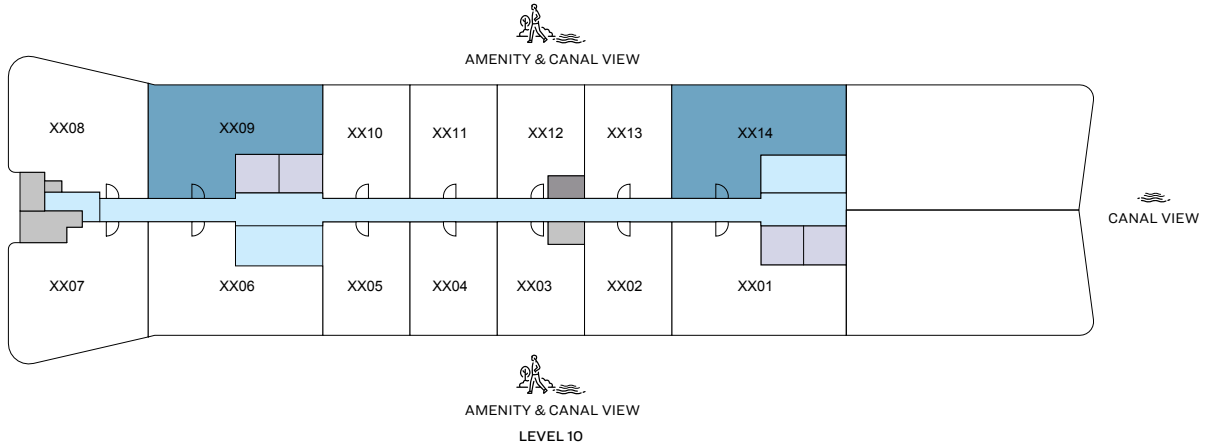 AMENITY & CANAL VIEW
XX08
XX09
XX10
XX11
XX12
XX13
XX14
CANAL VIEW
XX07
XX06
XX05
XX04
XX03
XX02
XX01
AMENITY & CANAL VIEW
LEVEL 10